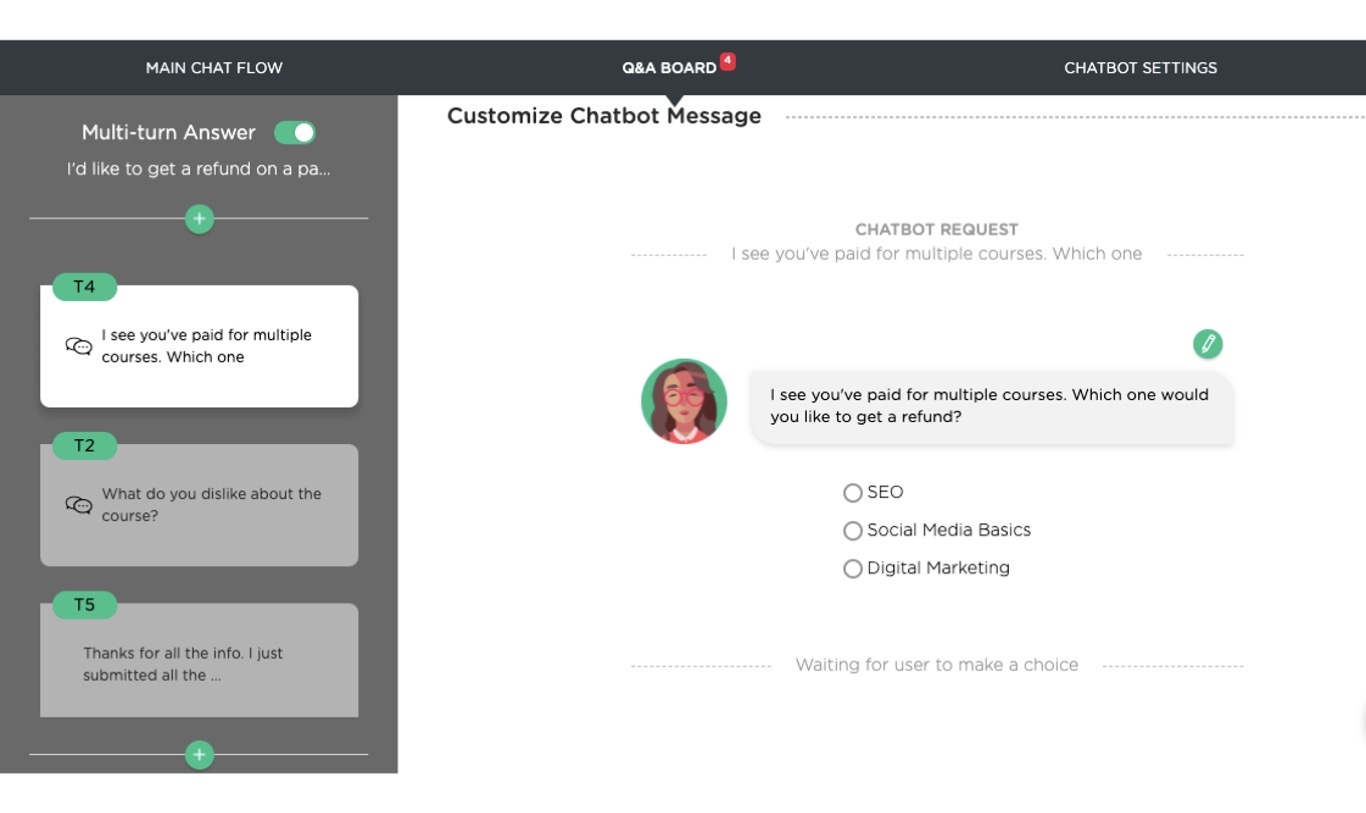 MAIN CHAT FLOW
Q&A BOARD 4
CHATBOT SETTINGS
Multi-turn Answer
I'd like to get a refund on a pa...
+
T4
I see you've paid for multiple
courses. Which one
T2
What do you dislike about the
course?
T5
Thanks for all the info. I just
submitted all the ...
+
Customize Chatbot Message
CHATBOT REQUEST
I see you've paid for multiple courses. Which one
I see you've paid for multiple courses. Which one would
you like to get a refund?
SEO
Social Media Basics
Digital Marketing
Waiting for user to make a choice